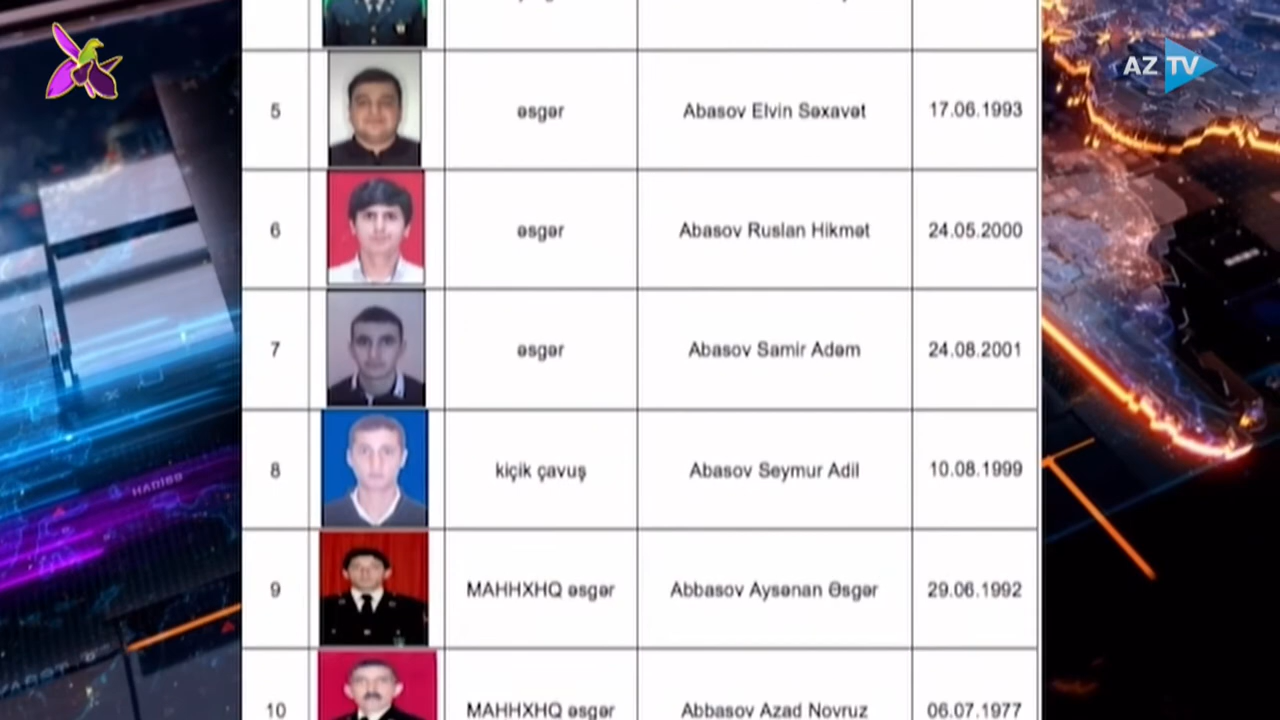 AZ TV
5 əsgər Abasov Elvin Səxavət 17.06.1993
6 əsgər Abasov Ruslan Hikmət 24.05.2000
7 əsgər Abasov Samir Adəm 24.08.2001
8 kiçik çavuş Abasov Seymur Adil 10.08.1999
9 MAHHXHQ əsgər Abbasov Aysənan Əsgər 29.06.1992
10 MAHHXHQ əsgər Abbasov Azad Novruz 06.07.1977